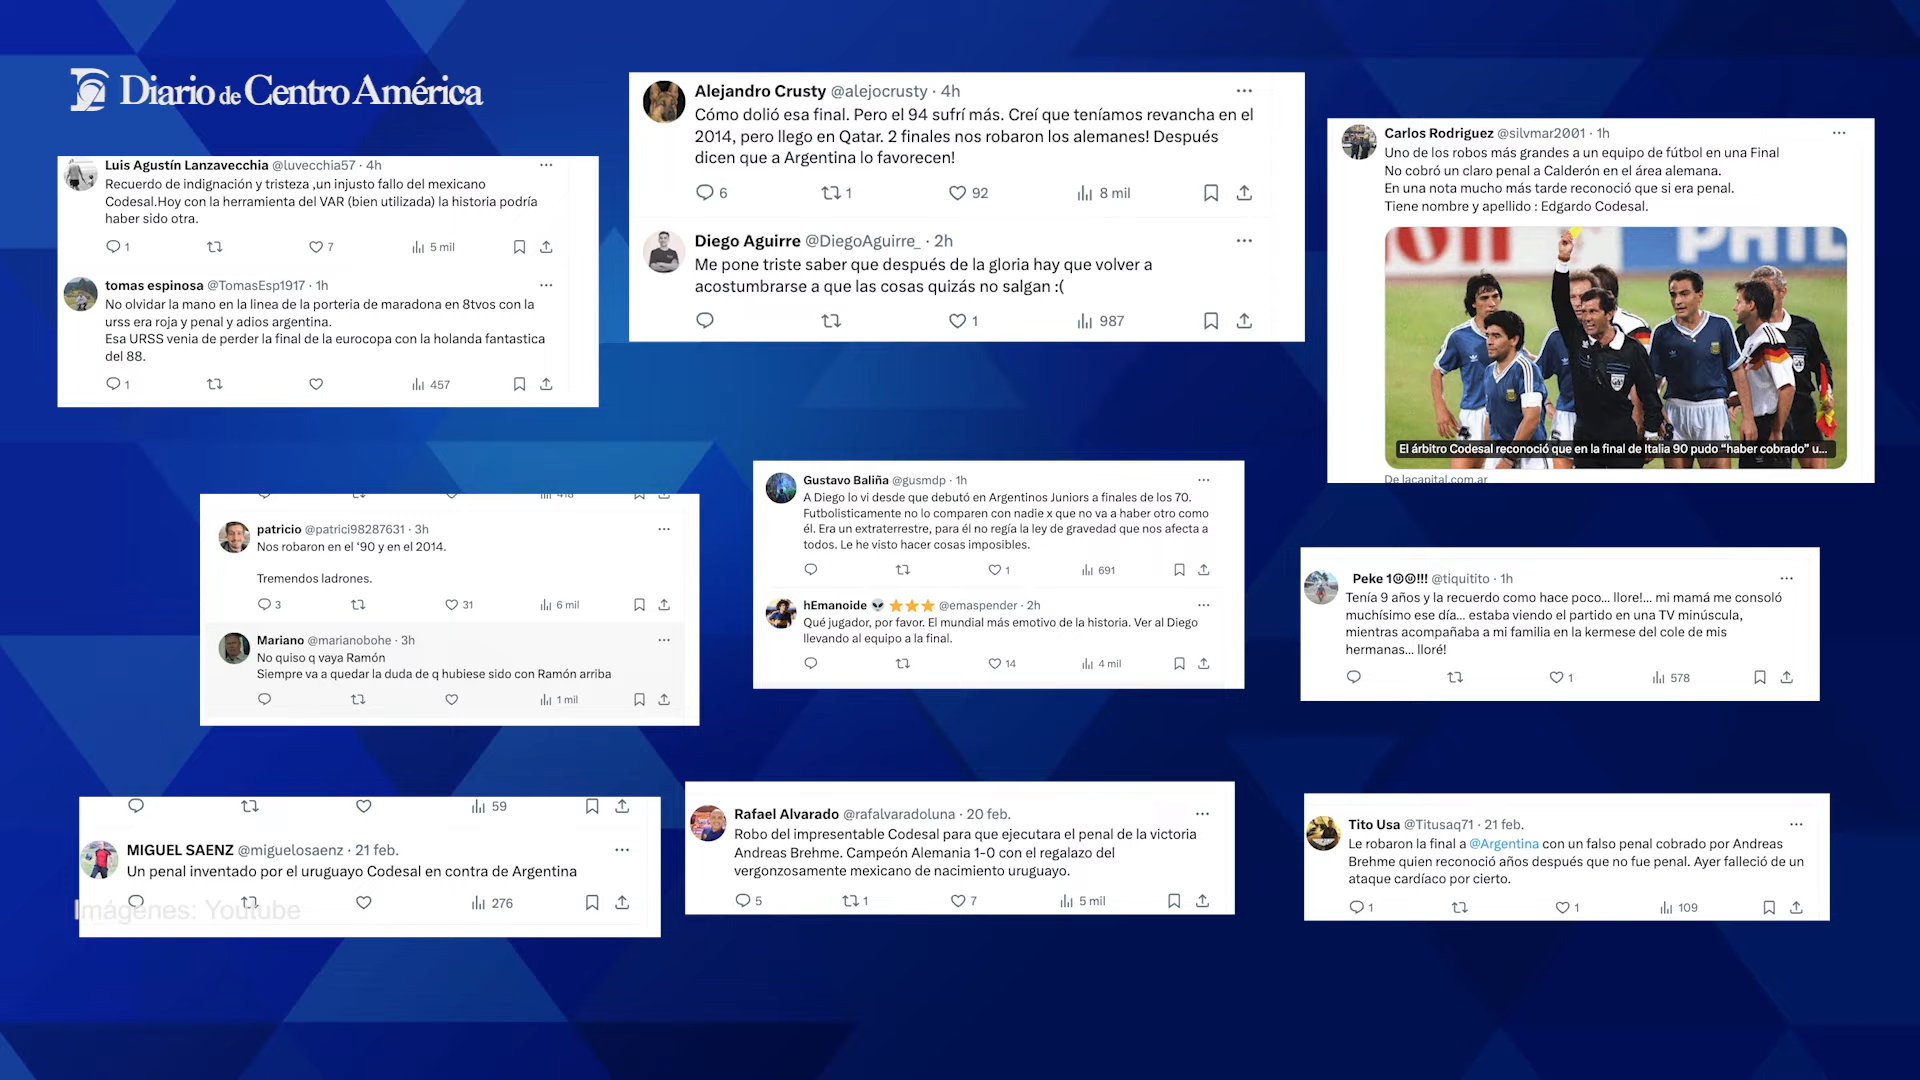 Diario de Centro América
Luis Agustín Lanzavecchia @luvecchia57 · 4h
Recuerdo de indignación y tristeza ,un injusto fallo del mexicano
Codesal.Hoy con la herramienta del VAR (bien utilizada) la historia podría
haber sido otra.
1 7 5 mil
tomas espinosa @TomasEsp1917 · 1h
No olvidar la mano en la linea de la porteria de maradona en 8tvos con la
urss era roja y penal y adios argentina.
Esa URSS venia de perder la final de la eurocopa con la holanda fantastica
del 88.
1 457
Alejandro Crusty @alejocrusty · 4h
Cómo dolió esa final. Pero el 94 sufrí más. Creí que teníamos revancha en el
2014, pero llego en Qatar. 2 finales nos robaron los alemanes! Después
dicen que a Argentina lo favorecen!
6 1 92 8 mil
Diego Aguirre @DiegoAguirre_ · 2h
Me pone triste saber que después de la gloria hay que volver a
acostumbrarse a que las cosas quizás no salgan :(
1 987
Carlos Rodriguez @silvmar2001 · 1h
Uno de los robos más grandes a un equipo de fútbol en una Final
No cobró un claro penal a Calderón en el área alemana.
En una nota mucho más tarde reconoció que si era penal.
Tiene nombre y apellido : Edgardo Codesal.
PHIL
El árbitro Codesal reconoció que en la final de Italia 90 pudo “haber cobrado” u...
De lacapital.com.ar
patricio @patrici98287631 · 3h
Nos robaron en el ‘90 y en el 2014.
Tremendos ladrones.
3 31 6 mil
Mariano @marianobohe · 3h
No quiso q vaya Ramón
Siempre va a quedar la duda de q hubiese sido con Ramón arriba
1 mil
Gustavo Baliña @gusmdp · 1h
A Diego lo vi desde que debutó en Argentinos Juniors a finales de los 70.
Futbolisticamente no lo comparen con nadie x que no va a haber otro como
él. Era un extraterrestre, para él no regía la ley de gravedad que nos afecta a
todos. Le he visto hacer cosas imposibles.
1 691
hEmanoide 👽 ⭐⭐⭐ @emaspender · 2h
Qué jugador, por favor. El mundial más emotivo de la historia. Ver al Diego
llevando al equipo a la final.
14 4 mil
Peke 1☹☹!!! @tiquitito · 1h
Tenía 9 años y la recuerdo como hace poco... llore!... mi mamá me consoló
muchísimo ese día... estaba viendo el partido en una TV minúscula,
mientras acompañaba a mi familia en la kermese del cole de mis
hermanas... lloré!
1 578
59
MIGUEL SAENZ @miguelosaenz · 21 feb.
Un penal inventado por el uruguayo Codesal en contra de Argentina
276
Imágenes: Youtube
Rafael Alvarado @rafalvaradoluna · 20 feb.
Robo del impresentable Codesal para que ejecutara el penal de la victoria
Andreas Brehme. Campeón Alemania 1-0 con el regalazo del
vergonzosamente mexicano de nacimiento uruguayo.
5 1 7 5 mil
Tito Usa @Titusaq71 · 21 feb.
Le robaron la final a @Argentina con un falso penal cobrado por Andreas
Brehme quien reconoció años después que no fue penal. Ayer falleció de un
ataque cardíaco por cierto.
1 1 109